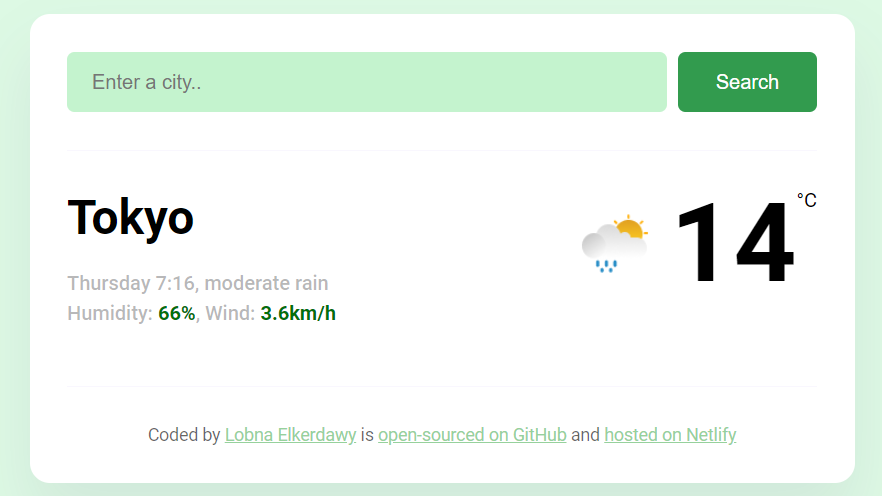 Enter a city..
Search
Tokyo
14
°C
Thursday 7:16, moderate rain
Humidity: 66%, Wind: 3.6km/h
Coded by Lobna Elkerdawy is open-sourced on GitHub and hosted on Netlify